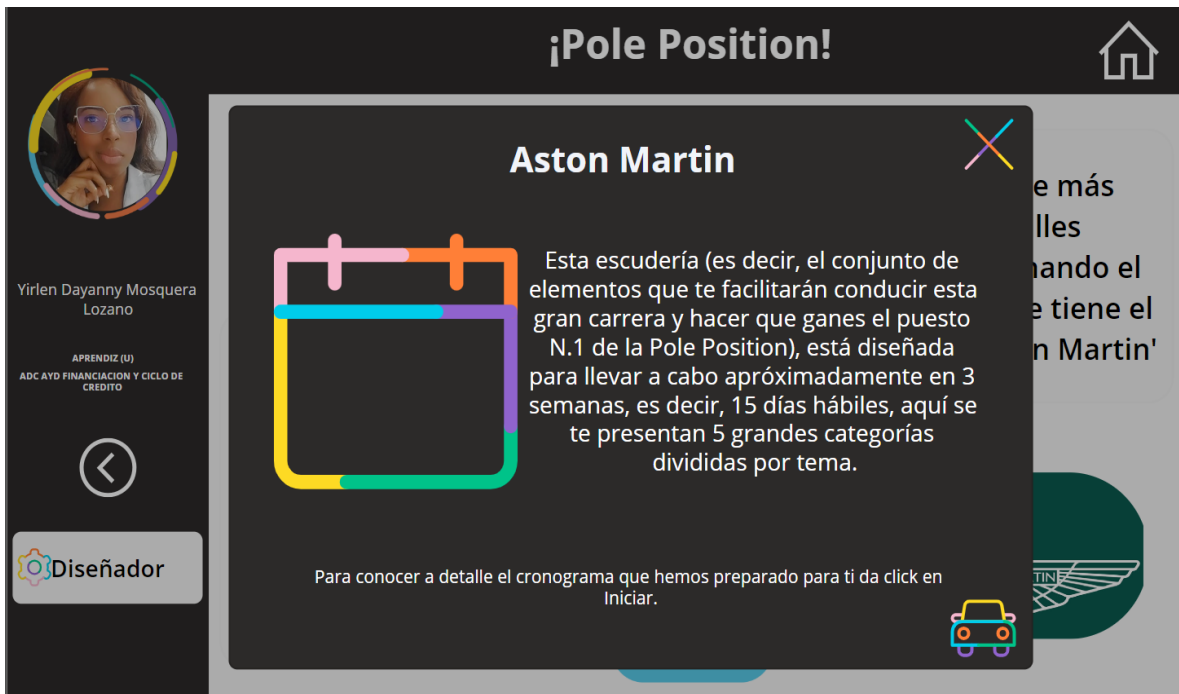 ¡Pole Position!
Yirlen Dayanny Mosquera
Lozano
APRENDIZ (U)
ADC AYD FINANCIACION Y CICLO DE
CREDITO
Diseñador
Aston Martin
Esta escudería (es decir, el conjunto de
elementos que te facilitarán conducir esta
gran carrera y hacer que ganes el puesto
N.1 de la Pole Position), está diseñada
para llevar a cabo apróximadamente en 3
semanas, es decir, 15 días hábiles, aquí se
te presentan 5 grandes categorías
divididas por tema.
Para conocer a detalle el cronograma que hemos preparado para ti da click en
Iniciar.
e más
lles
nando el
e tiene el
n Martin'
TIN